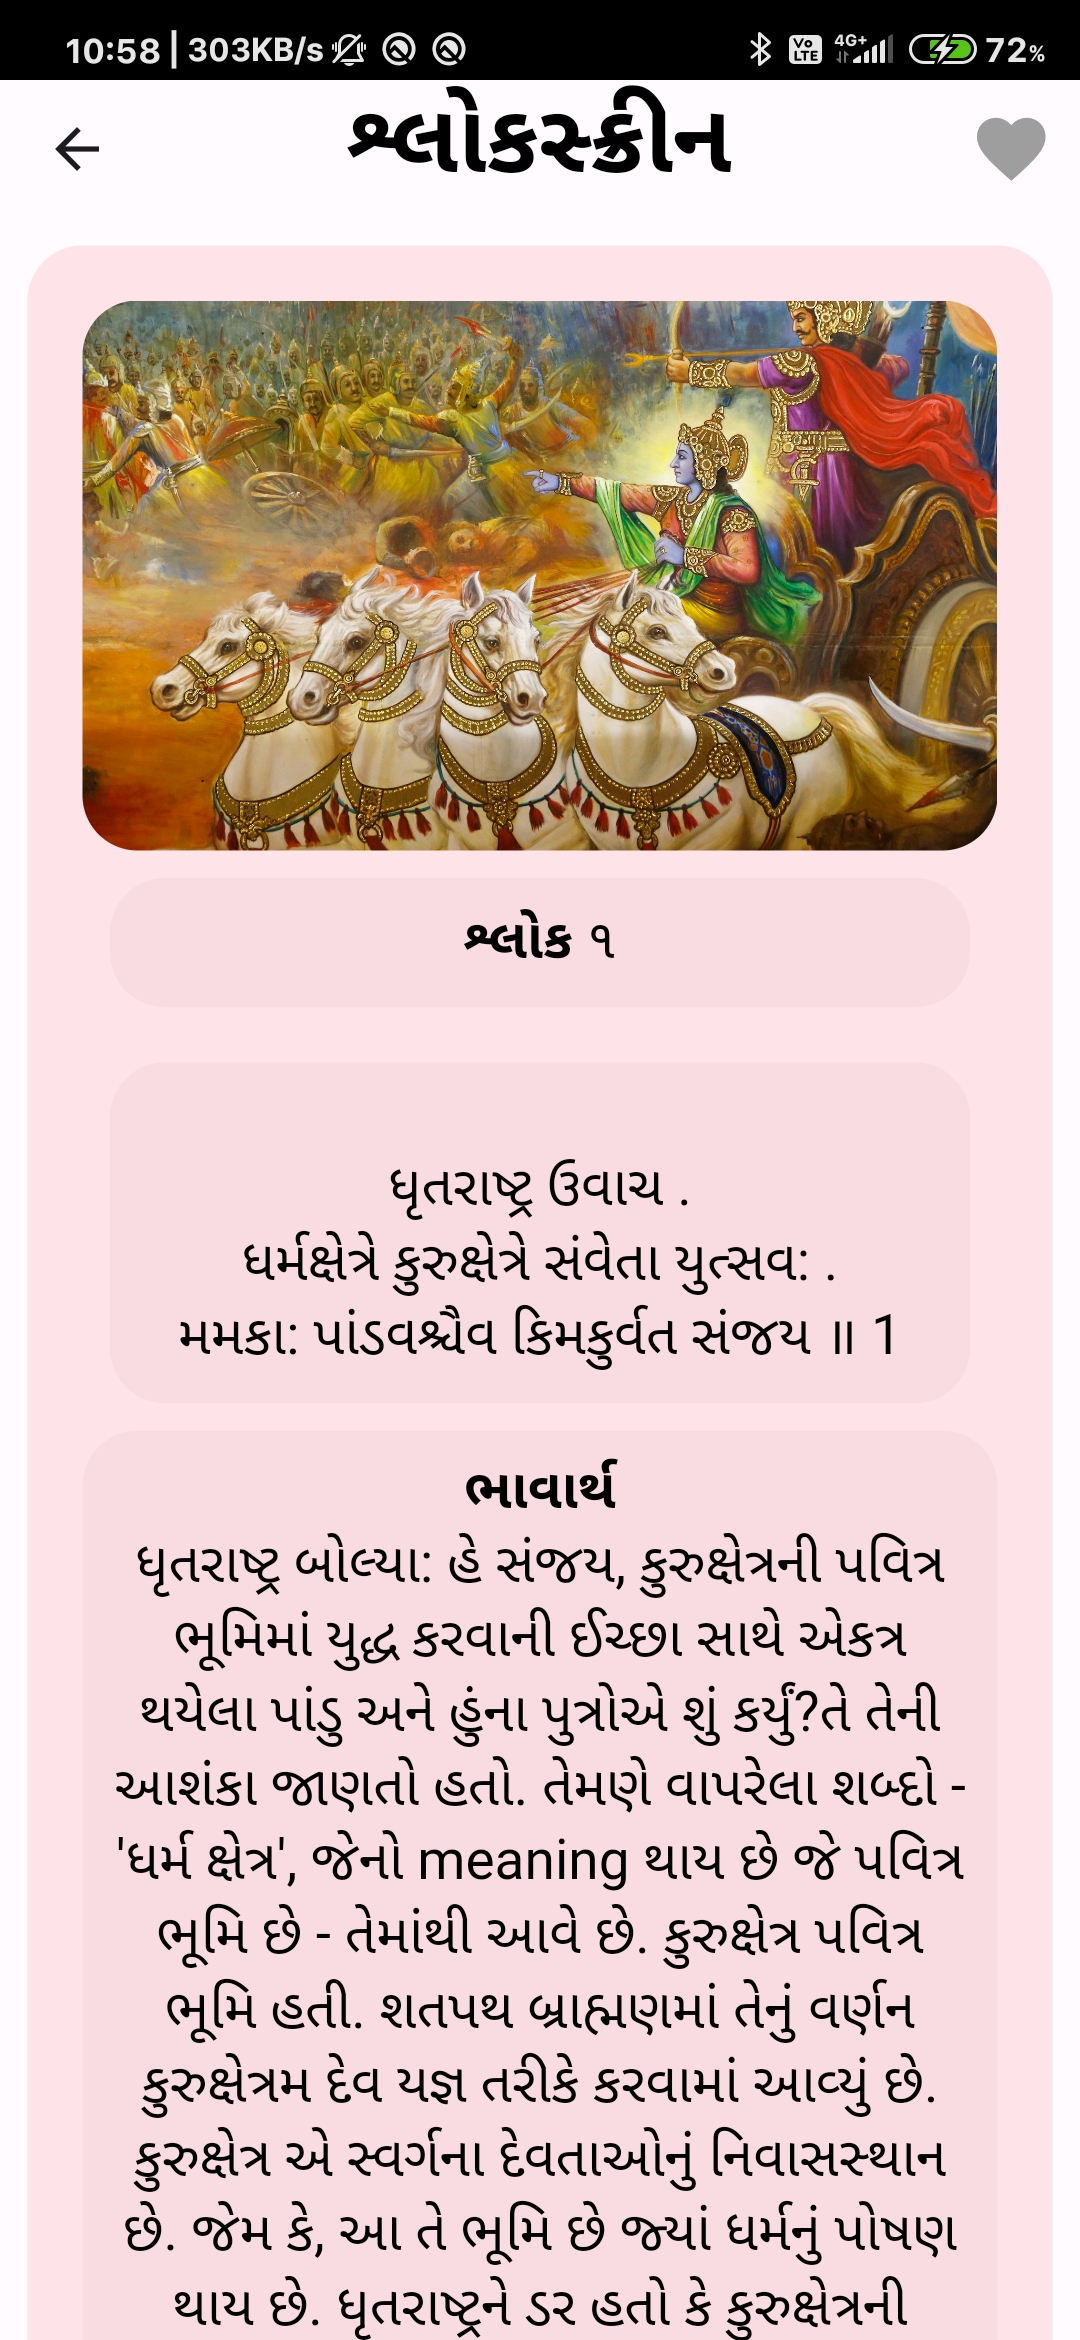 10:58 | 303KB/s Vo LTE 4G+ 72%
શ્લોકસ્ક્રીન
શ્લોક ૧
ધૃતરાષ્ટ્ર ઉવાચ .
ધર્મક્ષેત્રે કુરુક્ષેત્રે સંવેતા યુત્સવ: .
મમકા: પાંડવશ્ચૈવ કિમકુર્વત સંજય ॥ 1
ભાવાર્થ
ધૃતરાષ્ટ્ર બોલ્યા: હે સંજય, કુરુક્ષેત્રની પવિત્ર
ભૂમિમાં યુદ્ધ કરવાની ઈચ્છા સાથે એકત્ર
થયેલા પાંડુ અને હુંના પુત્રોએ શું કર્યું?તે તેની
આશંકા જાણતો હતો. તેમણે વાપરેલા શબ્દો -
'ધર્મ ક્ષેત્ર', જેનો meaning થાય છે જે પવિત્ર
ભૂમિ છે - તેમાંથી આવે છે. કુરુક્ષેત્ર પવિત્ર
ભૂમિ હતી. શતપથ બ્રાહ્મણમાં તેનું વર્ણન
કુરુક્ષેત્રમ દેવ યજ્ઞ તરીકે કરવામાં આવ્યું છે.
કુરુક્ષેત્ર એ સ્વર્ગના દેવતાઓનું નિવાસસ્થાન
છે. જેમ કે, આ તે ભૂમિ છે જ્યાં ધર્મનું પોષણ
થાય છે. ધૃતરાષ્ટ્રને ડર હતો કે કુરુક્ષેત્રની